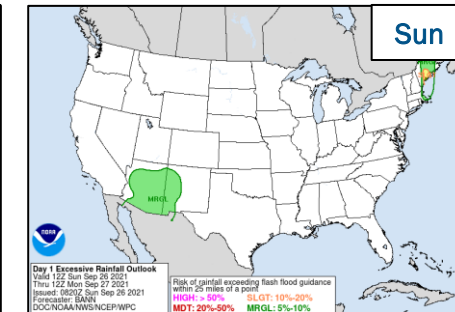 Sun
MRGL
NOAA
Day 1 Excessive Rainfall Outlook
Valid 12Z Sun Sep 26 2021
Thru 12Z Mon Sep 27 2021
Issued: 0820Z Sun Sep 26 2021
Forecaster: BANN
DOC/NOAA/NWS/NCEP/WPC
Risk of rainfall exceeding flash flood guidance
within 25 miles of a point
HIGH: > 50% SLGT: 10%-20%
MDT: 20%-50% MRGL: 5%-10%